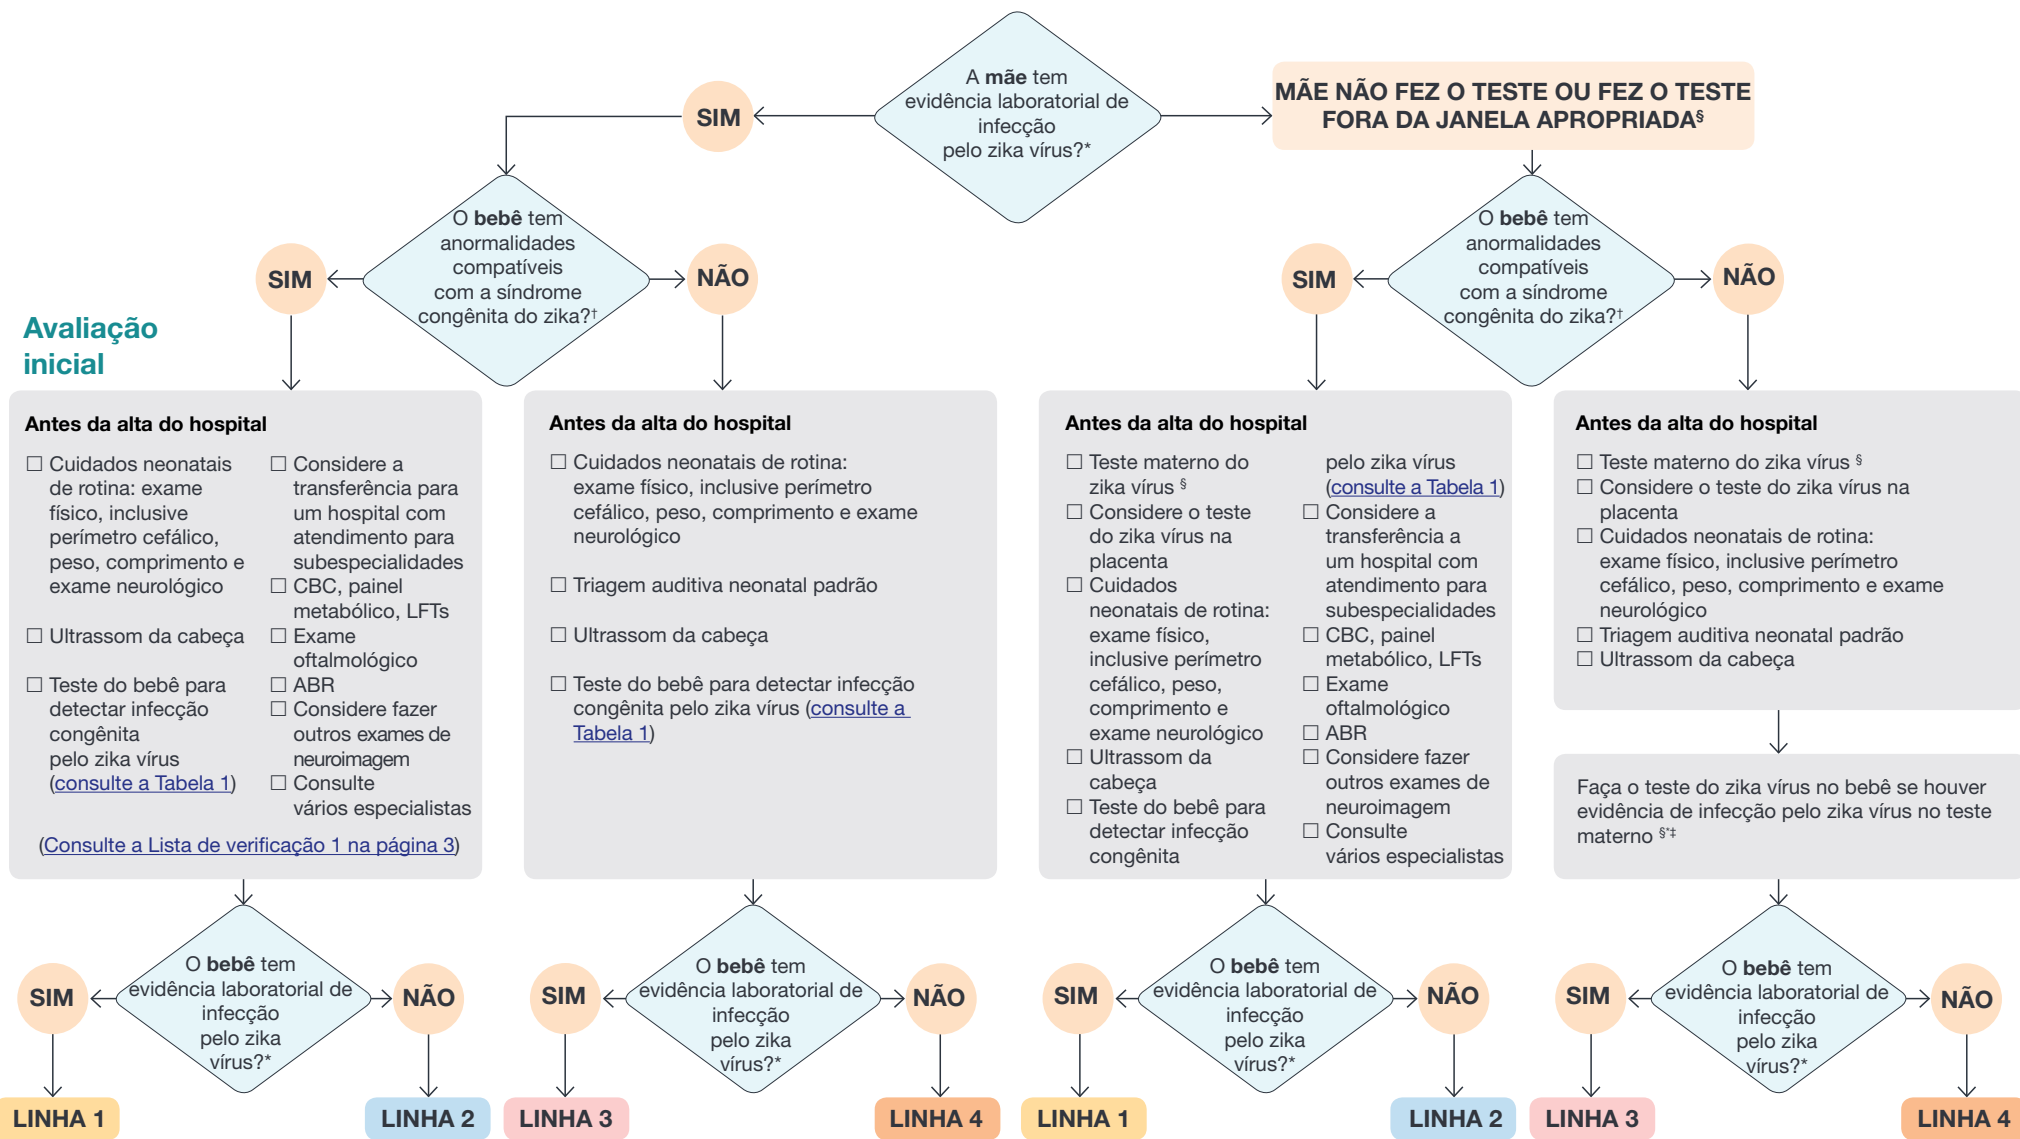 A mãe tem
evidência laboratorial de
infecção
pelo zika vírus?*
SIM
MÃE NÃO FEZ O TESTE OU FEZ O TESTE
FORA DA JANELA APROPRIADA§
O bebê tem
anormalidades
compatíveis
com a síndrome
congênita do zika?†
SIM
NÃO
O bebê tem
anormalidades
compatíveis
com a síndrome
congênita do zika?†
SIM
NÃO
Avaliação
inicial
Antes da alta do hospital
☐ Cuidados neonatais
de rotina: exame
físico, inclusive
perímetro cefálico,
peso, comprimento e
exame neurológico
☐ Ultrassom da cabeça
☐ Teste do bebê para
detectar infecção
congênita
pelo zika vírus
(consulte a Tabela 1)
☐ Considere a
transferência para
um hospital com
atendimento para
subespecialidades
☐ CBC, painel
metabólico, LFTs
☐ Exame
oftalmológico
☐ ABR
☐ Considere fazer
outros exames de
neuroimagem
☐ Consulte
vários especialistas
(Consulte a Lista de verificação 1 na página 3)
Antes da alta do hospital
☐ Cuidados neonatais de rotina:
exame físico, inclusive perímetro
cefálico, peso, comprimento e exame
neurológico
☐ Triagem auditiva neonatal padrão
☐ Ultrassom da cabeça
☐ Teste do bebê para detectar infecção
congênita pelo zika vírus (consulte a
Tabela 1)
Antes da alta do hospital
☐ Teste materno do
zika vírus §
☐ Considere o teste
do zika vírus na
placenta
☐ Cuidados
neonatais de rotina:
exame físico,
inclusive perímetro
cefálico, peso,
comprimento e
exame neurológico
☐ Ultrassom da
cabeça
☐ Teste do bebê para
detectar infecção
congênita
pelo zika vírus
(consulte a Tabela 1)
☐ Considere a
transferência a
um hospital com
atendimento para
subespecialidades
☐ CBC, painel
metabólico, LFTs
☐ Exame
oftalmológico
☐ ABR
☐ Considere fazer
outros exames de
neuroimagem
☐ Consulte
vários especialistas
Antes da alta do hospital
☐ Teste materno do zika vírus §
☐ Considere o teste do zika vírus na
placenta
☐ Cuidados neonatais de rotina:
exame físico, inclusive perímetro
cefálico, peso, comprimento e exame
neurológico
☐ Triagem auditiva neonatal padrão
☐ Ultrassom da cabeça
Faça o teste do zika vírus no bebê se houver
evidência de infecção pelo zika vírus no teste
materno §*‡
O bebê tem
evidência laboratorial de
infecção
pelo zika
vírus?*
SIM
NÃO
LINHA 1
LINHA 2
O bebê tem
evidência laboratorial de
infecção
pelo zika
vírus?*
SIM
NÃO
LINHA 3
LINHA 4
O bebê tem
evidência laboratorial de
infecção
pelo zika
vírus?*
SIM
NÃO
LINHA 1
LINHA 2
O bebê tem
evidência laboratorial de
infecção
pelo zika
vírus?*
SIM
NÃO
LINHA 3
LINHA 4